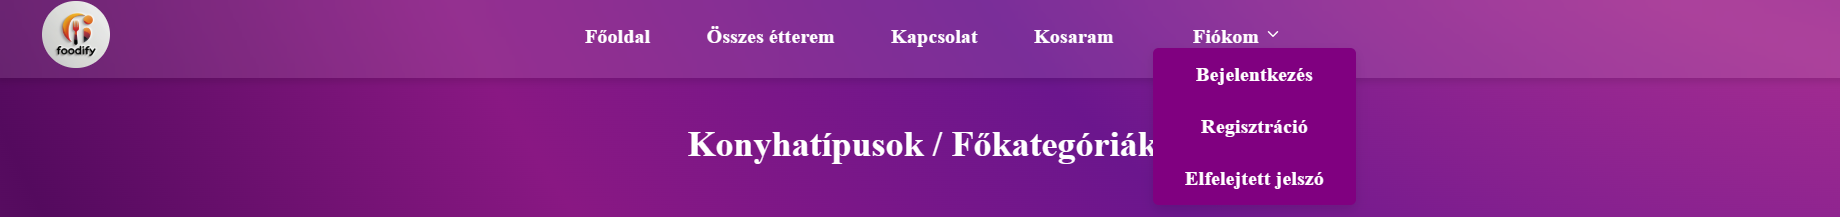 foodify
Főoldal
Összes étterem
Kapcsolat
Kosaram
Fiókom
Bejelentkezés
Regisztráció
Elfelejtett jelszó
Konyhatípusok / Főkategóriák